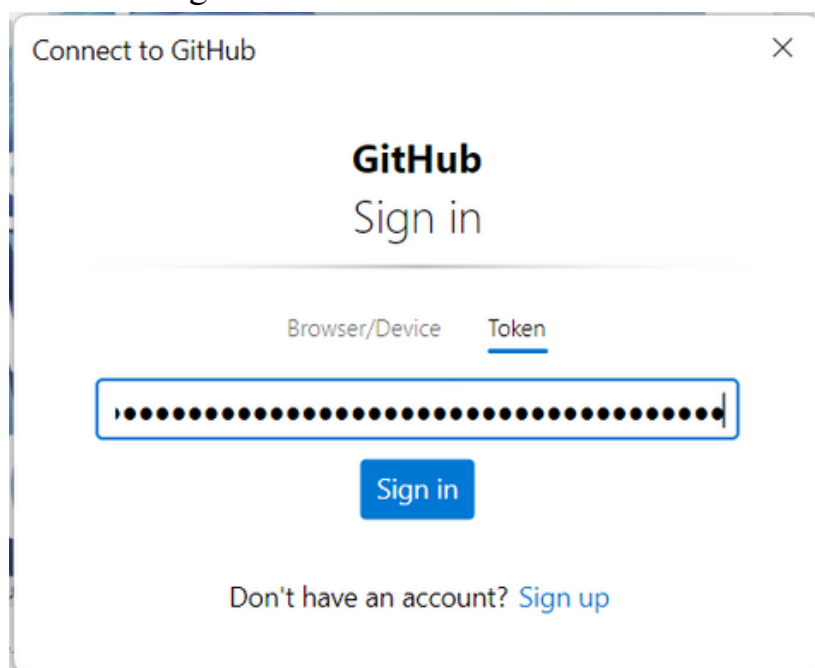 Connect to GitHub
GitHub
Sign in
Browser/Device Token
Sign in
Don't have an account? Sign up